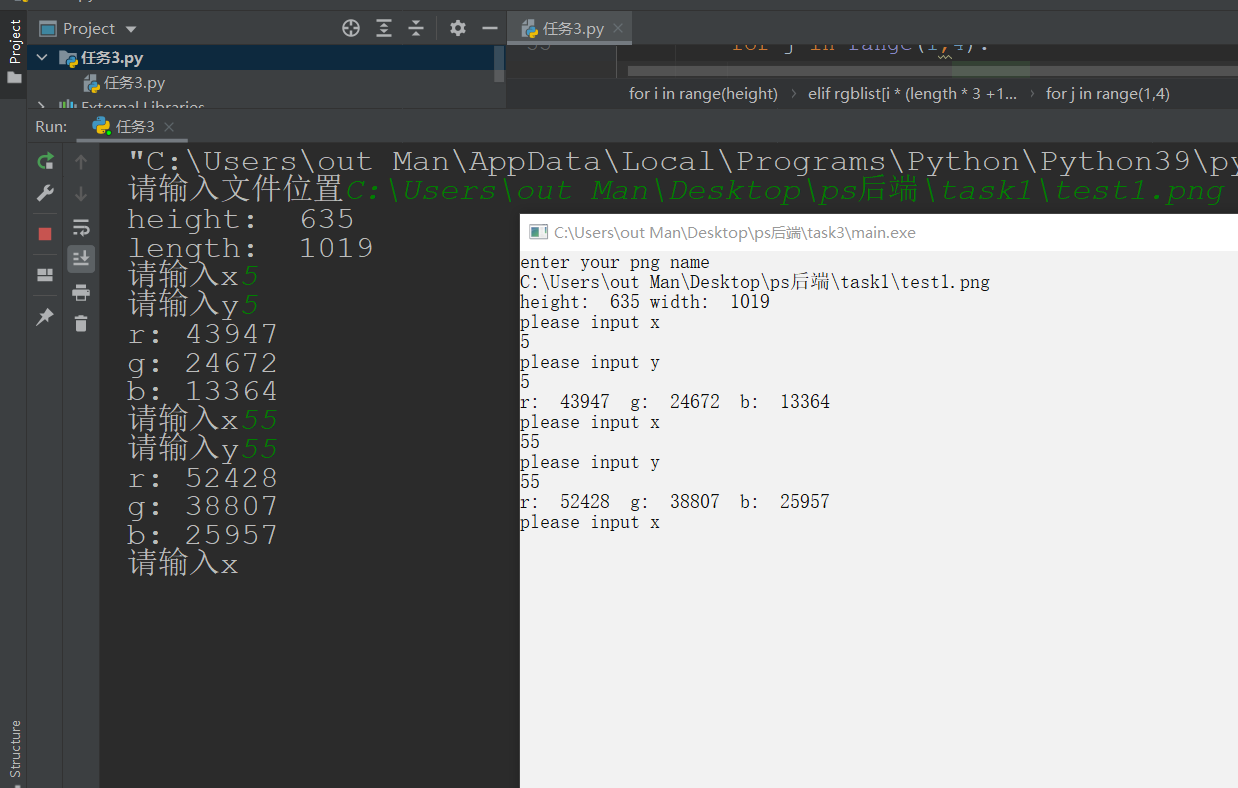 Project
Project
任务3.py
任务3.py
任务3.py
for i in range(height) › elif rgblist[i * (length * 3 +1... › for j in range(1,4)
Run: 任务3
"C:\Users\out Man\AppData\Local\Programs\Python\Python39\py
请输入文件位置C:\Users\out Man\Desktop\ps后端\task1\test1.png
height: 635
length: 1019
请输入x5
请输入y5
r: 43947
g: 24672
b: 13364
请输入x55
请输入y55
r: 52428
g: 38807
b: 25957
请输入x
C:\Users\out Man\Desktop\ps后端\task3\main.exe
enter your png name
C:\Users\out Man\Desktop\ps后端\task1\test1.png
height: 635 width: 1019
please input x
5
please input y
5
r: 43947 g: 24672 b: 13364
please input x
55
please input y
55
r: 52428 g: 38807 b: 25957
please input x
Structure